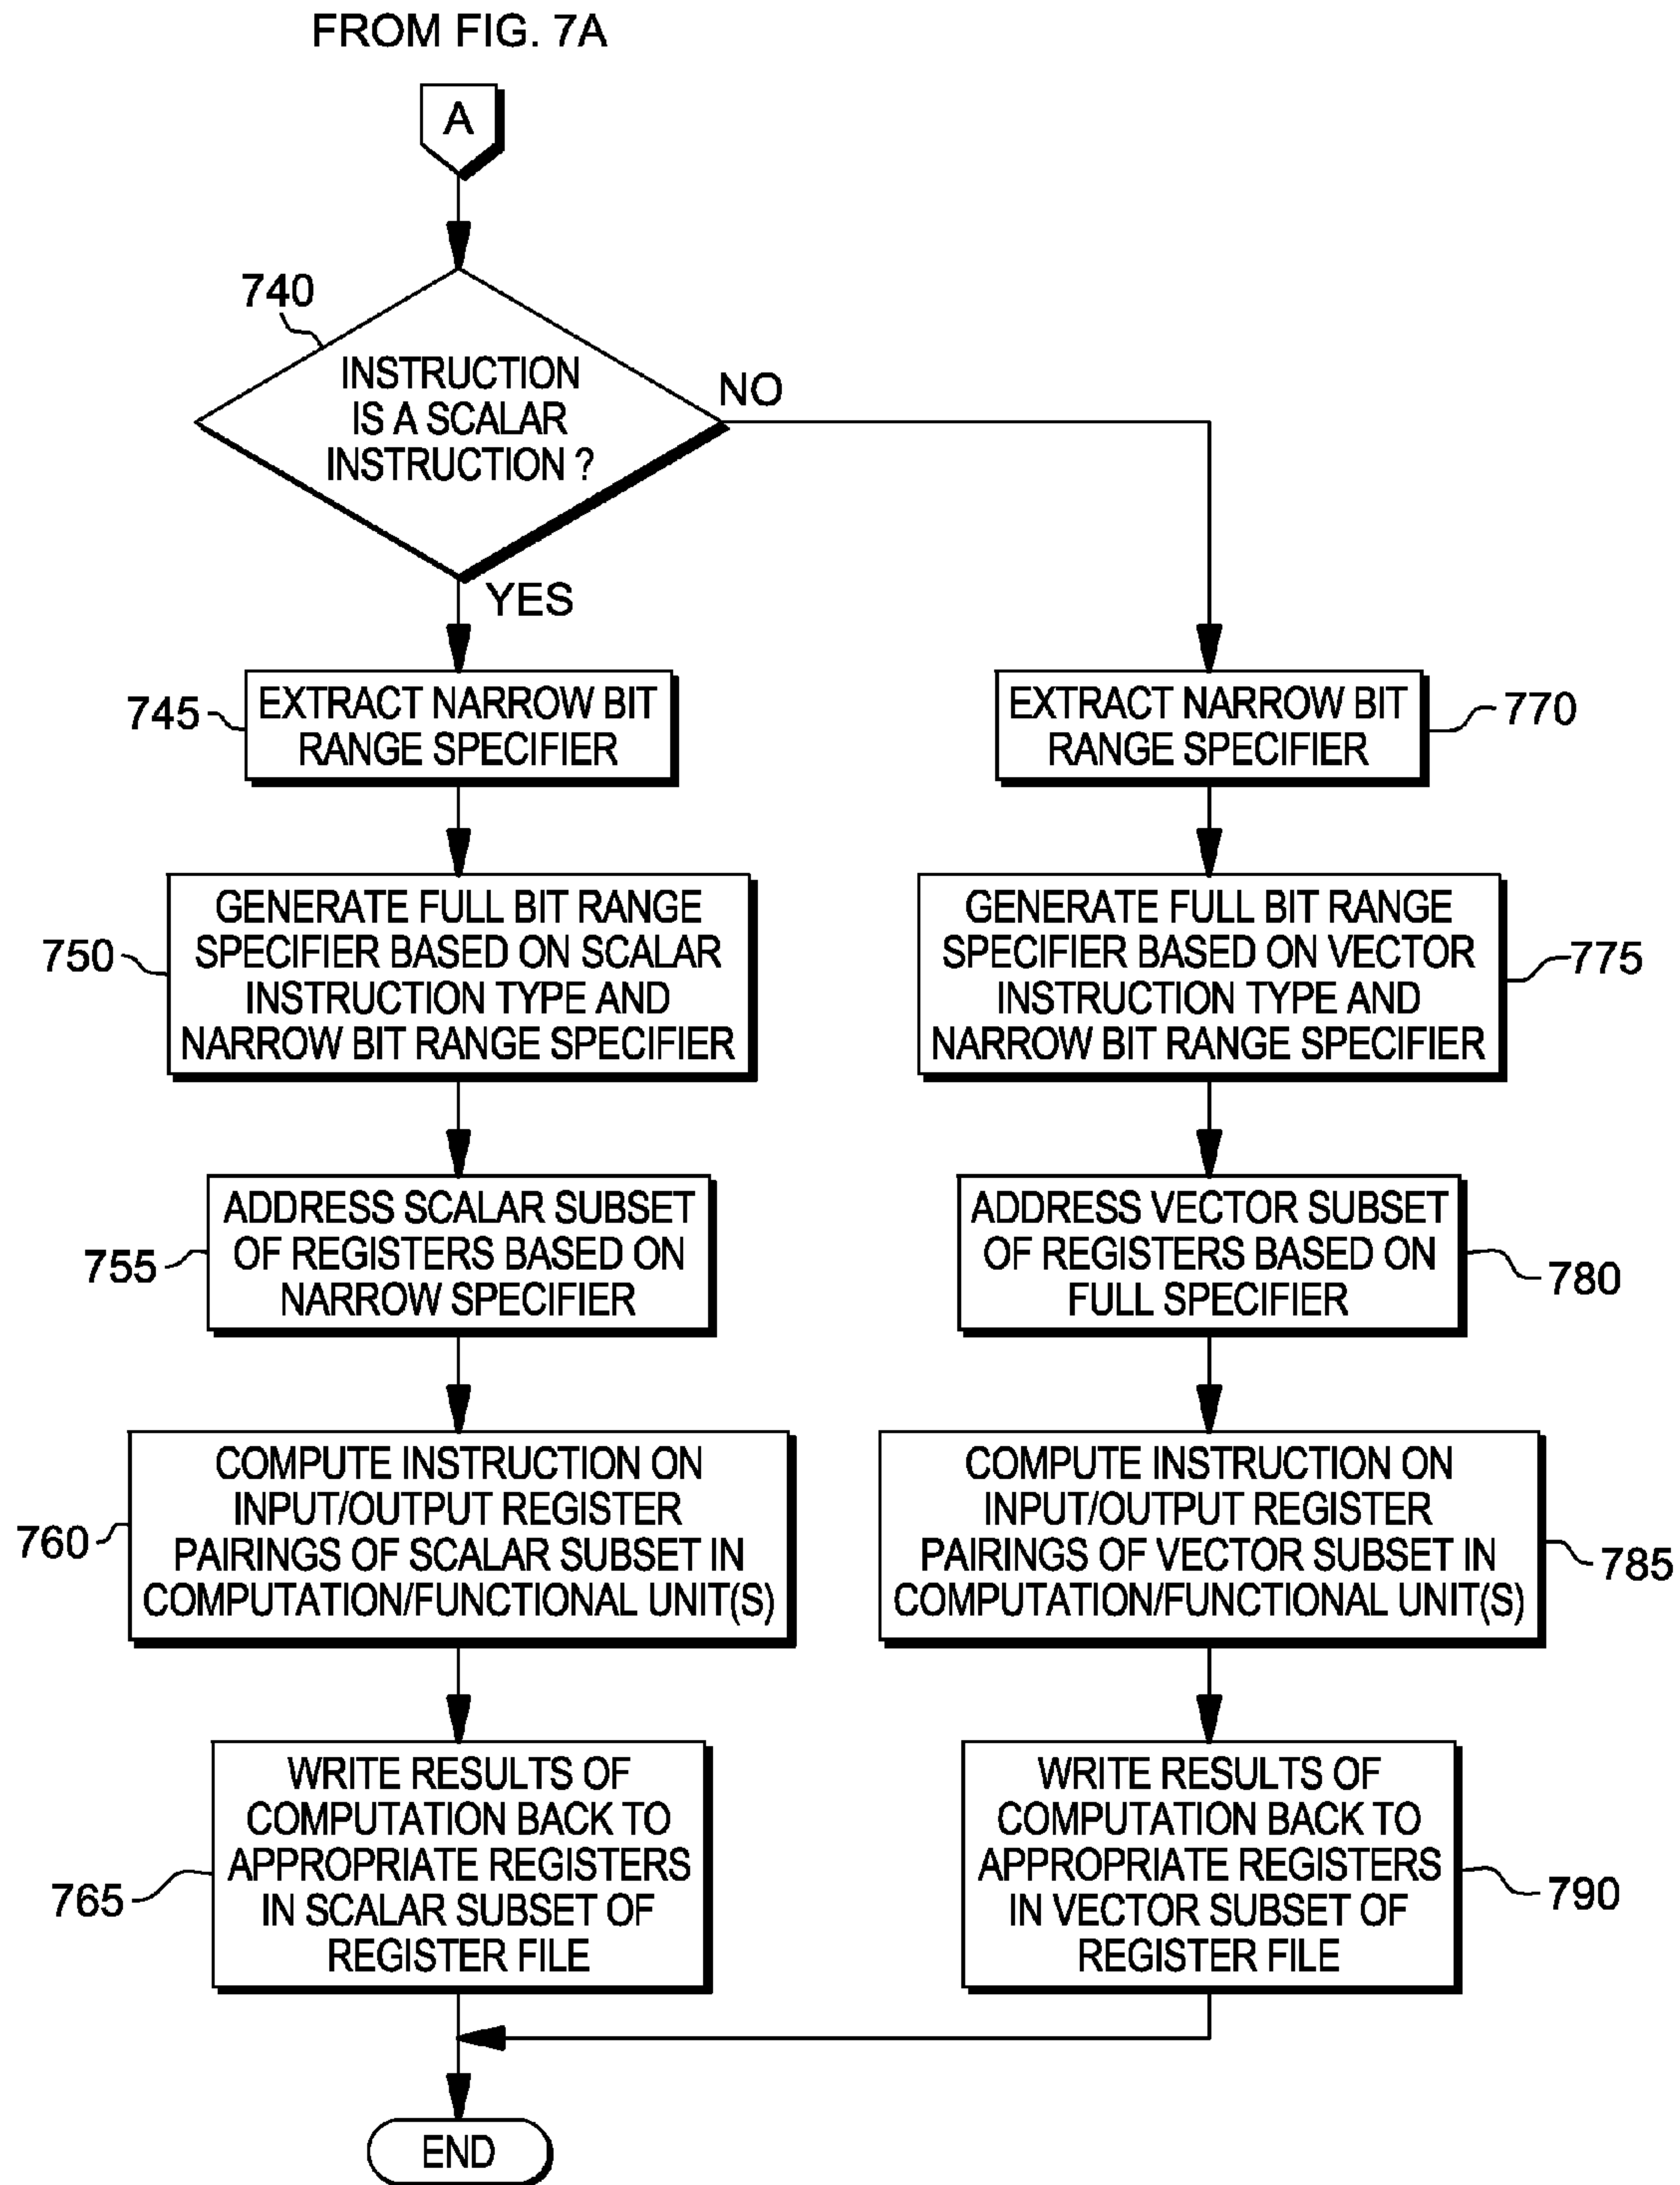 FROM FIG. 7A
A
740
INSTRUCTION
IS A SCALAR
INSTRUCTION ?
NO
YES
745
EXTRACT NARROW BIT
RANGE SPECIFIER
750
GENERATE FULL BIT RANGE
SPECIFIER BASED ON SCALAR
INSTRUCTION TYPE AND
NARROW BIT RANGE SPECIFIER
755
ADDRESS SCALAR SUBSET
OF REGISTERS BASED ON
NARROW SPECIFIER
760
COMPUTE INSTRUCTION ON
INPUT/OUTPUT REGISTER
PAIRINGS OF SCALAR SUBSET IN
COMPUTATION/FUNCTIONAL UNIT(S)
765
WRITE RESULTS OF
COMPUTATION BACK TO
APPROPRIATE REGISTERS
IN SCALAR SUBSET OF
REGISTER FILE
EXTRACT NARROW BIT
RANGE SPECIFIER
770
GENERATE FULL BIT RANGE
SPECIFIER BASED ON VECTOR
INSTRUCTION TYPE AND
NARROW BIT RANGE SPECIFIER
775
ADDRESS VECTOR SUBSET
OF REGISTERS BASED ON
FULL SPECIFIER
780
COMPUTE INSTRUCTION ON
INPUT/OUTPUT REGISTER
PAIRINGS OF VECTOR SUBSET IN
COMPUTATION/FUNCTIONAL UNIT(S)
785
WRITE RESULTS OF
COMPUTATION BACK TO
APPROPRIATE REGISTERS
IN VECTOR SUBSET OF
REGISTER FILE
790
END